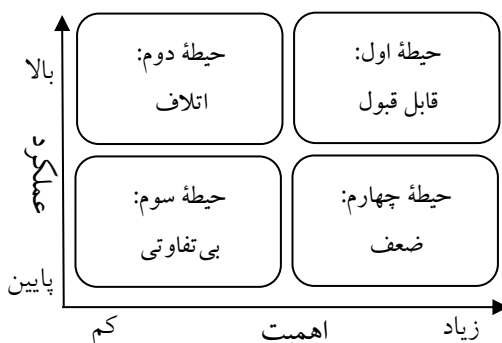 بالا
حیطهٔ اول:
قابل قبول
حیطهٔ دوم:
اتلاف
عملکرد
حیطهٔ چهارم:
ضعف
حیطهٔ سوم:
بی‌تفاوتی
پایین
زیاد
اهمیت
کم